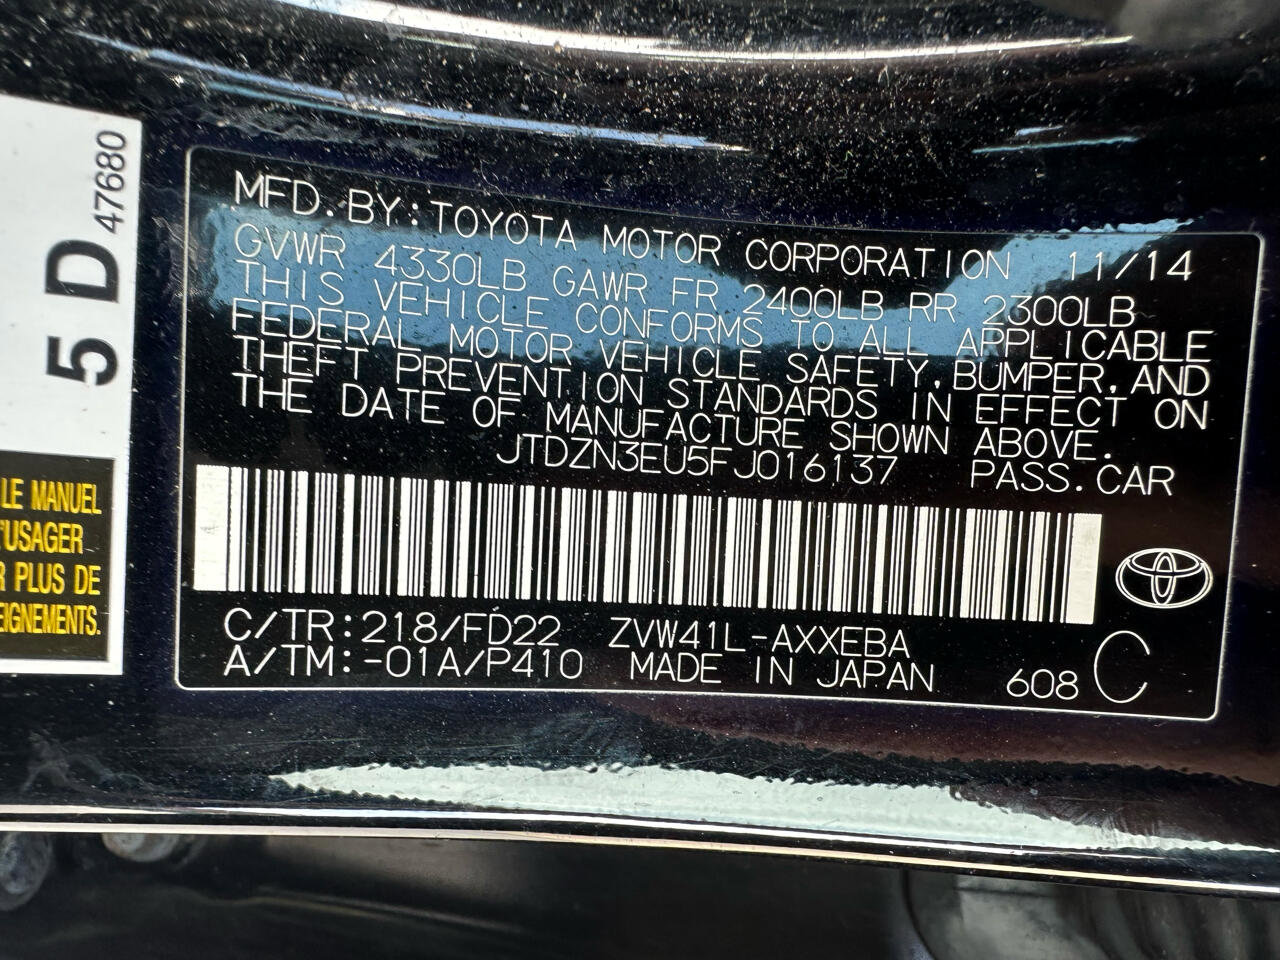 47680
5 D
LE MANUEL
'USAGER
R PLUS DE
EIGNEMENTS.
MFD.BY:TOYOTA MOTOR CORPORATION 11/14
GVWR 4330LB GAWR FR 2400LB RR 2300LB
THIS VEHICLE CONFORMS TO ALL APPLICABLE
FEDERAL MOTOR VEHICLE SAFETY,BUMPER,AND
THEFT PREVENTION STANDARDS IN EFFECT ON
THE DATE OF MANUFACTURE SHOWN ABOVE.
JTDZN3EU5FJ016137 PASS.CAR
C/TR:218/FD22 ZVW41L-AXXEBA
A/TM:-01A/P410 MADE IN JAPAN 608 C